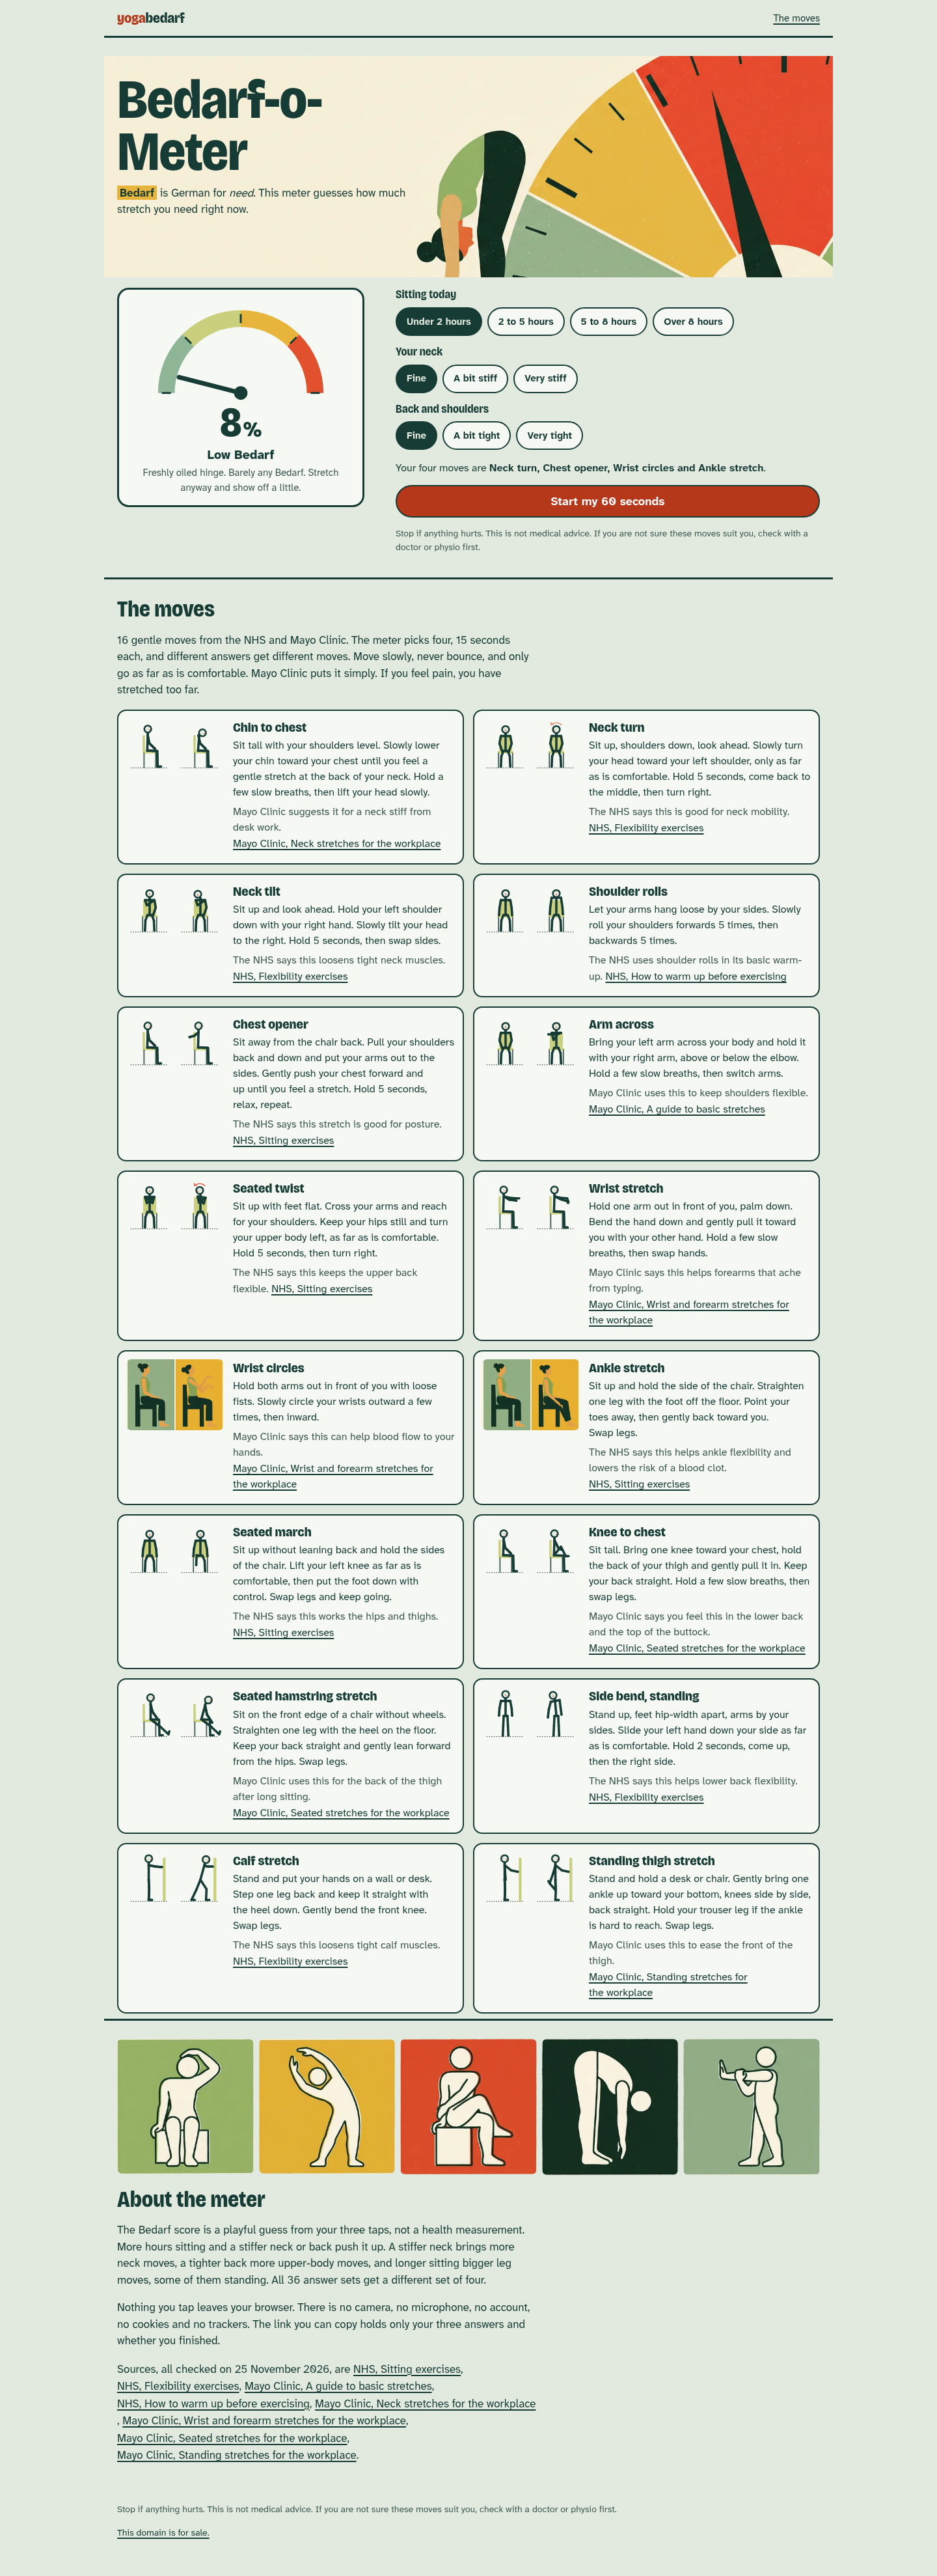 yogabedarf
The moves
Bedarf-o-
Meter
Bedarf is German for need. This meter guesses how much
stretch you need right now.
8%
Low Bedarf
Freshly oiled hinge. Barely any Bedarf. Stretch
anyway and show off a little.
Sitting today
Under 2 hours
2 to 5 hours
5 to 8 hours
Over 8 hours
Your neck
Fine
A bit stiff
Very stiff
Back and shoulders
Fine
A bit tight
Very tight
Your four moves are Neck turn, Chest opener, Wrist circles and Ankle stretch.
Start my 60 seconds
Stop if anything hurts. This is not medical advice. If you are not sure these moves suit you, check with a
doctor or physio first.
The moves
16 gentle moves from the NHS and Mayo Clinic. The meter picks four, 15 seconds
each, and different answers get different moves. Move slowly, never bounce, and only
go as far as is comfortable. Mayo Clinic puts it simply. If you feel pain, you have
stretched too far.
Chin to chest
Sit tall with your shoulders level. Slowly lower
your chin toward your chest until you feel a
gentle stretch at the back of your neck. Hold a
few slow breaths, then lift your head slowly.
Mayo Clinic suggests it for a neck stiff from
desk work.
Mayo Clinic, Neck stretches for the workplace
Neck turn
Sit up, shoulders down, look ahead. Slowly turn
your head toward your left shoulder, only as far
as is comfortable. Hold 5 seconds, come back to
the middle, then turn right.
The NHS says this is good for neck mobility.
NHS, Flexibility exercises
Neck tilt
Sit up and look ahead. Hold your left shoulder
down with your right hand. Slowly tilt your head
to the right. Hold 5 seconds, then swap sides.
The NHS says this loosens tight neck muscles.
NHS, Flexibility exercises
Shoulder rolls
Let your arms hang loose by your sides. Slowly
roll your shoulders forwards 5 times, then
backwards 5 times.
The NHS uses shoulder rolls in its basic warm-
up. NHS, How to warm up before exercising
Chest opener
Sit away from the chair back. Pull your shoulders
back and down and put your arms out to the
sides. Gently push your chest forward and
up until you feel a stretch. Hold 5 seconds,
relax, repeat.
The NHS says this stretch is good for posture.
NHS, Sitting exercises
Arm across
Bring your left arm across your body and hold it
with your right arm, above or below the elbow.
Hold a few slow breaths, then switch arms.
Mayo Clinic uses this to keep shoulders flexible.
Mayo Clinic, A guide to basic stretches
Seated twist
Sit up with feet flat. Cross your arms and reach
for your shoulders. Keep your hips still and turn
your upper body left, as far as is comfortable.
Hold 5 seconds, then turn right.
The NHS says this keeps the upper back
flexible. NHS, Sitting exercises
Wrist stretch
Hold one arm out in front of you, palm down.
Bend the hand down and gently pull it toward
you with your other hand. Hold a few slow
breaths, then swap hands.
Mayo Clinic says this helps forearms that ache
from typing.
Mayo Clinic, Wrist and forearm stretches for
the workplace
Wrist circles
Hold both arms out in front of you with loose
fists. Slowly circle your wrists outward a few
times, then inward.
Mayo Clinic says this can help blood flow to your
hands.
Mayo Clinic, Wrist and forearm stretches for
the workplace
Ankle stretch
Sit up and hold the side of the chair. Straighten
one leg with the foot off the floor. Point your
toes away, then gently back toward you.
Swap legs.
The NHS says this helps ankle flexibility and
lowers the risk of a blood clot.
NHS, Sitting exercises
Seated march
Sit up without leaning back and hold the sides
of the chair. Lift your left knee as far as is
comfortable, then put the foot down with
control. Swap legs and keep going.
The NHS says this works the hips and thighs.
NHS, Sitting exercises
Knee to chest
Sit tall. Bring one knee toward your chest, hold
the back of your thigh and gently pull it in. Keep
your back straight. Hold a few slow breaths, then
swap legs.
Mayo Clinic says you feel this in the lower back
and the top of the buttock.
Mayo Clinic, Seated stretches for the workplace
Seated hamstring stretch
Sit on the front edge of a chair without wheels.
Straighten one leg with the heel on the floor.
Keep your back straight and gently lean forward
from the hips. Swap legs.
Mayo Clinic uses this for the back of the thigh
after long sitting.
Mayo Clinic, Seated stretches for the workplace
Side bend, standing
Stand up, feet hip-width apart, arms by your
sides. Slide your left hand down your side as far
as is comfortable. Hold 2 seconds, come up,
then the right side.
The NHS says this helps lower back flexibility.
NHS, Flexibility exercises
Calf stretch
Stand and put your hands on a wall or desk.
Step one leg back and keep it straight with
the heel down. Gently bend the front knee.
Swap legs.
The NHS says this loosens tight calf muscles.
NHS, Flexibility exercises
Standing thigh stretch
Stand and hold a desk or chair. Gently bring one
ankle up toward your bottom, knees side by side,
back straight. Hold your trouser leg if the ankle
is hard to reach. Swap legs.
Mayo Clinic uses this to ease the front of the
thigh.
Mayo Clinic, Standing stretches for
the workplace
About the meter
The Bedarf score is a playful guess from your three taps, not a health measurement.
More hours sitting and a stiffer neck or back push it up. A stiffer neck brings more
neck moves, a tighter back more upper-body moves, and longer sitting bigger leg
moves, some of them standing. All 36 answer sets get a different set of four.
Nothing you tap leaves your browser. There is no camera, no microphone, no account,
no cookies and no trackers. The link you can copy holds only your three answers and
whether you finished.
Sources, all checked on 25 November 2026, are NHS, Sitting exercises,
NHS, Flexibility exercises, Mayo Clinic, A guide to basic stretches,
NHS, How to warm up before exercising, Mayo Clinic, Neck stretches for the workplace
, Mayo Clinic, Wrist and forearm stretches for the workplace,
Mayo Clinic, Seated stretches for the workplace,
Mayo Clinic, Standing stretches for the workplace.
Stop if anything hurts. This is not medical advice. If you are not sure these moves suit you, check with a doctor or physio first.
This domain is for sale.